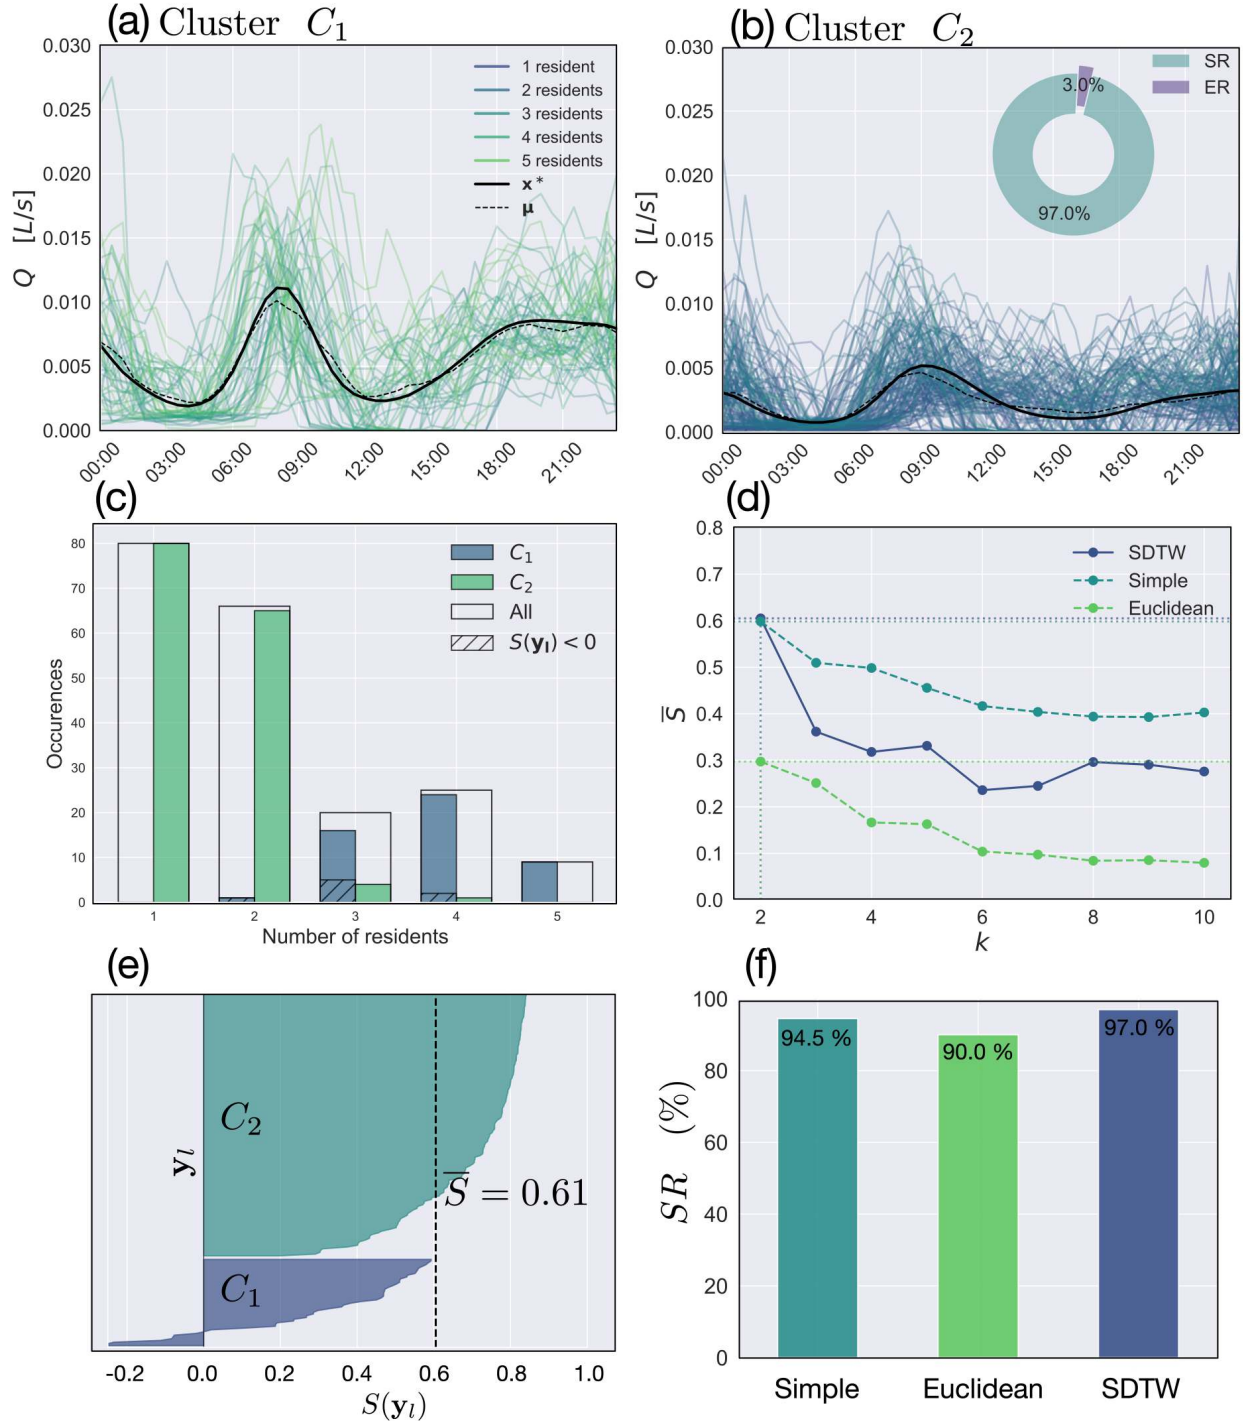 (a) Cluster C₁
0.030
0.025
0.020
0.015
0.010
0.005
0.000
Q [L/s]
1 resident
2 residents
3 residents
4 residents
5 residents
x*
μ
00:00 03:00 06:00 09:00 12:00 15:00 18:00 21:00
(b) Cluster C₂
0.030
0.025
0.020
0.015
0.010
0.005
0.000
Q [L/s]
SR
ER
3.0%
97.0%
00:00 03:00 06:00 09:00 12:00 15:00 18:00 21:00
(c)
80
70
60
50
40
30
20
10
0
Occurences
C₁
C₂
All
S(yₗ) < 0
1 2 3 4 5
Number of residents
(d)
0.8
0.7
0.6
0.5
0.4
0.3
0.2
0.1
0.0
S̅
SDTW
Simple
Euclidean
2 4 6 8 10
k
(e)
yₗ
C₂
S̅ = 0.61
C₁
-0.2 0.0 0.2 0.4 0.6 0.8 1.0
S(yₗ)
(f)
100
80
60
40
20
0
SR (%)
94.5 %
90.0 %
97.0 %
Simple Euclidean SDTW